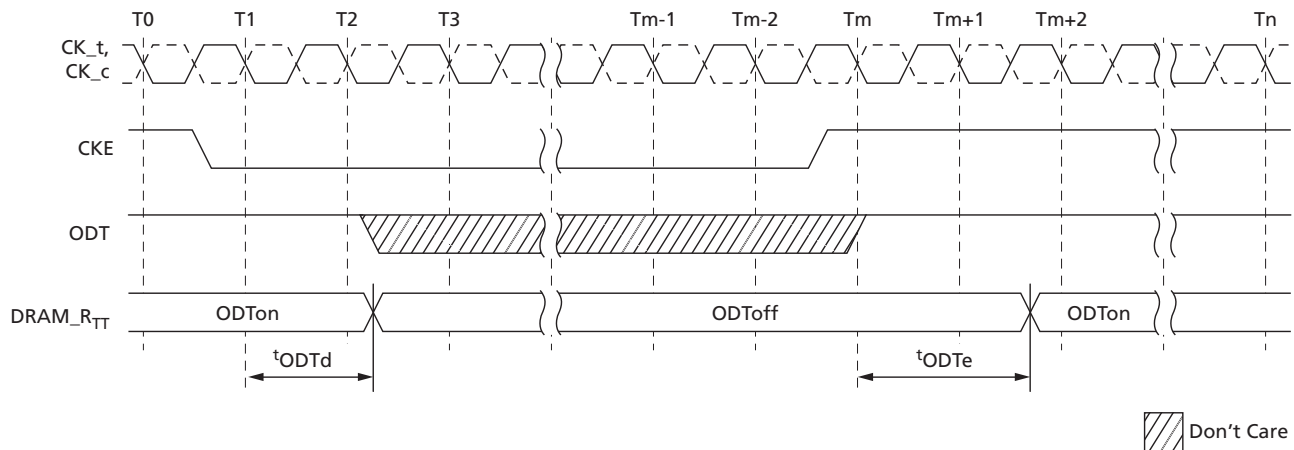 T0 T1 T2 T3 Tm-1 Tm-2 Tm Tm+1 Tm+2 Tn
CK_t,
CK_c
CKE
ODT
DRAM_RTT ODTon ODToff ODTon
tODTd tODTe
Don't Care